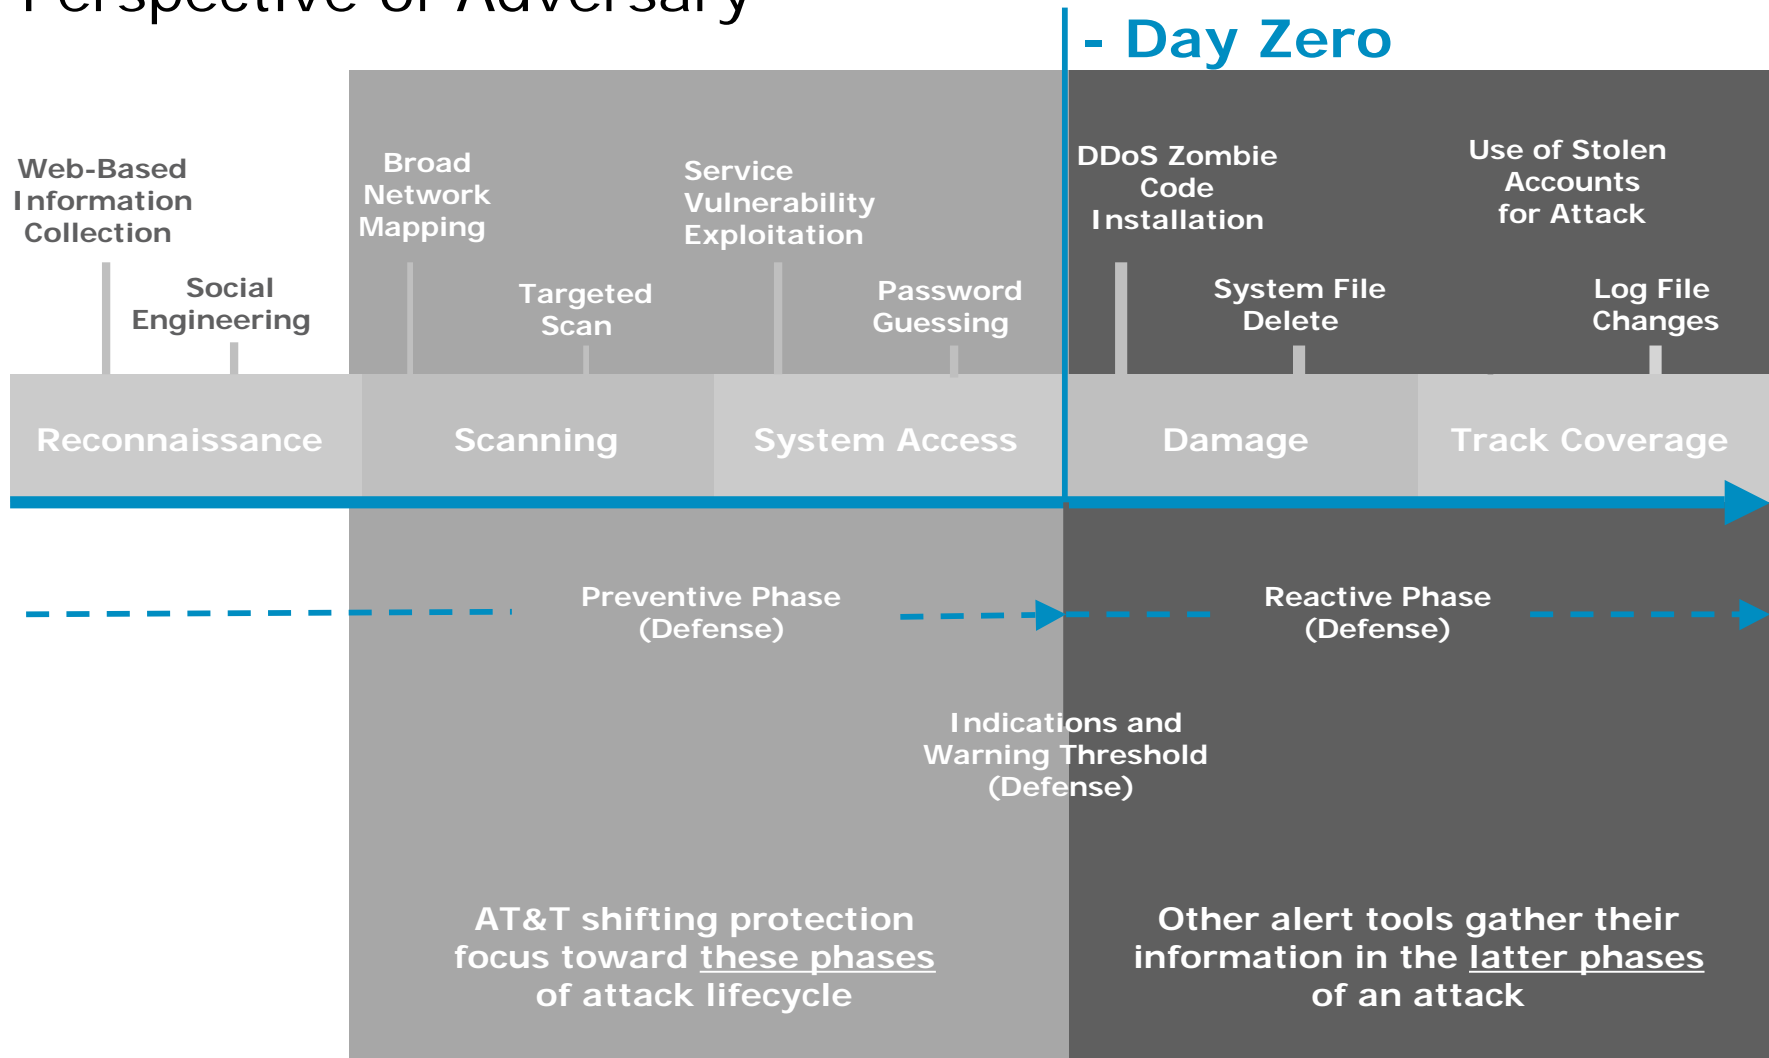 Perspective of Adversary
- Day Zero
Web-Based
Information
Collection
Social
Engineering
Broad
Network
Mapping
Targeted
Scan
Service
Vulnerability
Exploitation
Password
Guessing
DDoS Zombie
Code
Installation
System File
Delete
Use of Stolen
Accounts
for Attack
Log File
Changes
Reconnaissance
Scanning
System Access
Damage
Track Coverage
Preventive Phase
(Defense)
Reactive Phase
(Defense)
Indications and
Warning Threshold
(Defense)
AT&T shifting protection
focus toward these phases
of attack lifecycle
Other alert tools gather their
information in the latter phases
of an attack